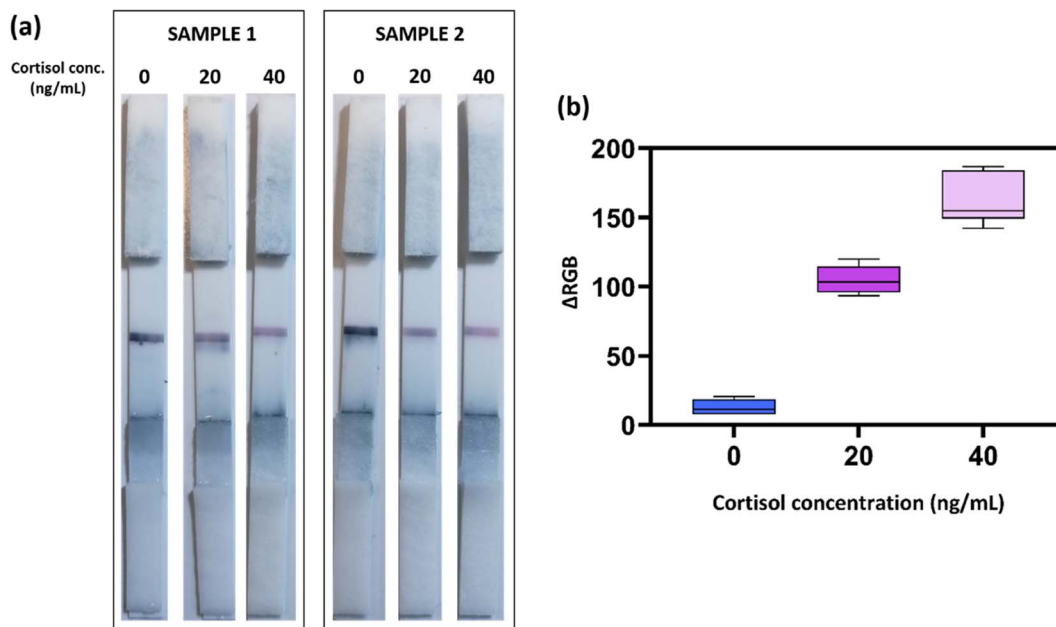 (a)
SAMPLE 1 SAMPLE 2
Cortisol conc.
(ng/mL)
0 20 40 0 20 40
(b)
200
150
100
50
0
ΔRGB
0 20 40
Cortisol concentration (ng/mL)